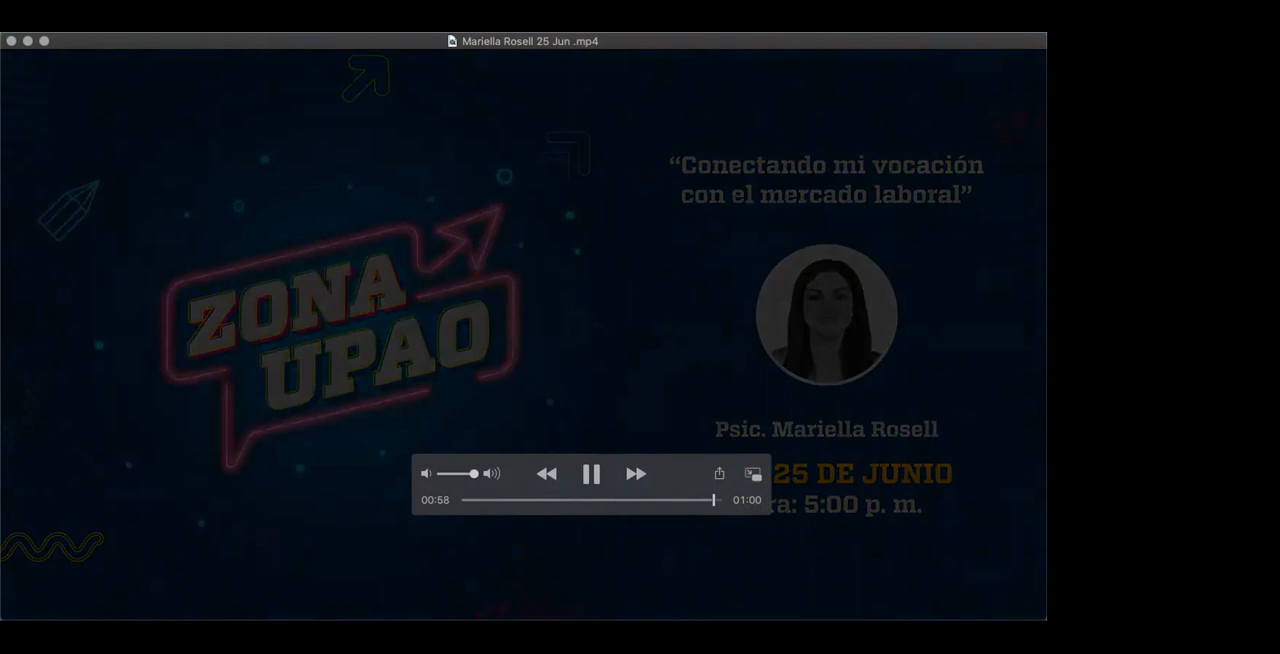 Mariella Rosell 25 Jun .mp4
“Conectando mi vocación
con el mercado laboral”
ZONA
UPAO
Psic. Mariella Rosell
25 DE JUNIO
ra: 5:00 p. m.
00:58
01:00